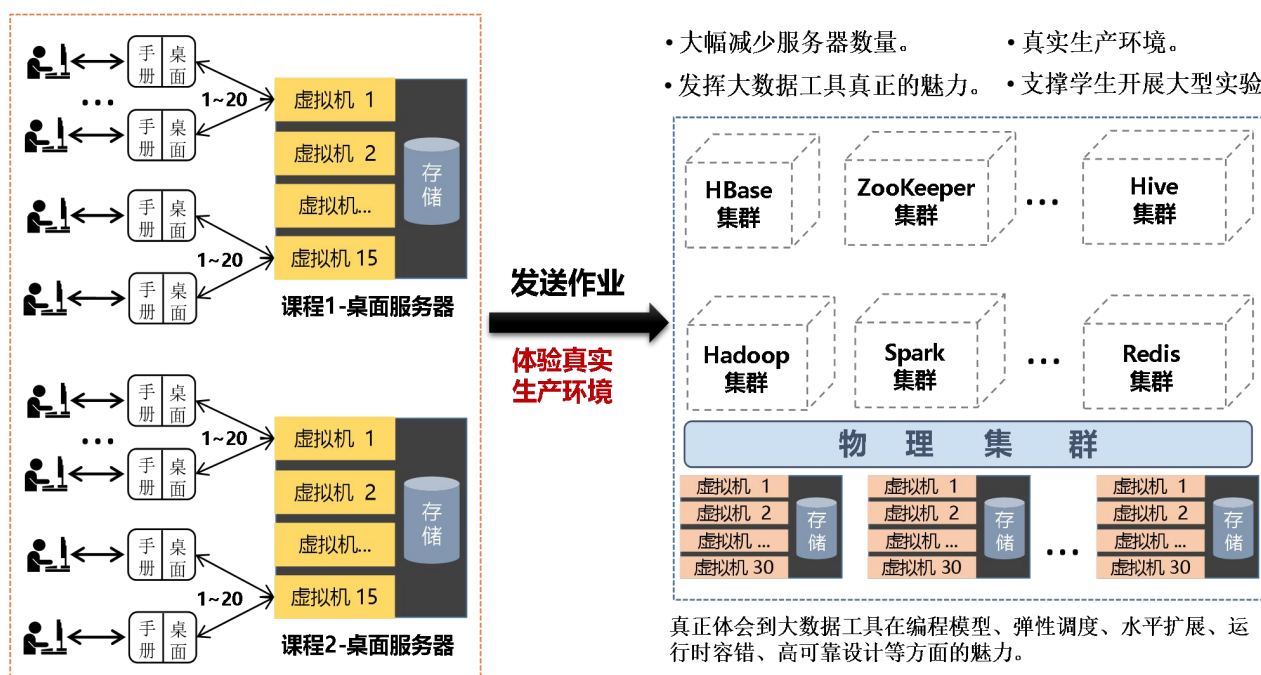 手册 桌面
1~20
...
手册 桌面
手册 桌面
1~20
手册 桌面
虚拟机 1
虚拟机 2
虚拟机...
虚拟机 15
存储
课程1-桌面服务器
手册 桌面
1~20
...
手册 桌面
手册 桌面
1~20
手册 桌面
虚拟机 1
虚拟机 2
虚拟机...
虚拟机 15
存储
课程2-桌面服务器
发送作业
体验真实
生产环境
• 大幅减少服务器数量。 • 真实生产环境。
• 发挥大数据工具真正的魅力。 • 支撑学生开展大型实验
HBase
集群
ZooKeeper
集群
...
Hive
集群
Hadoop
集群
Spark
集群
...
Redis
集群
物理集群
虚拟机 1
虚拟机 2
虚拟机 ...
虚拟机 30
存储
虚拟机 1
虚拟机 2
虚拟机 ...
虚拟机 30
存储
...
虚拟机 1
虚拟机 2
虚拟机 ...
虚拟机 30
存储
真正体会到大数据工具在编程模型、弹性调度、水平扩展、运
行时容错、高可靠设计等方面的魅力。